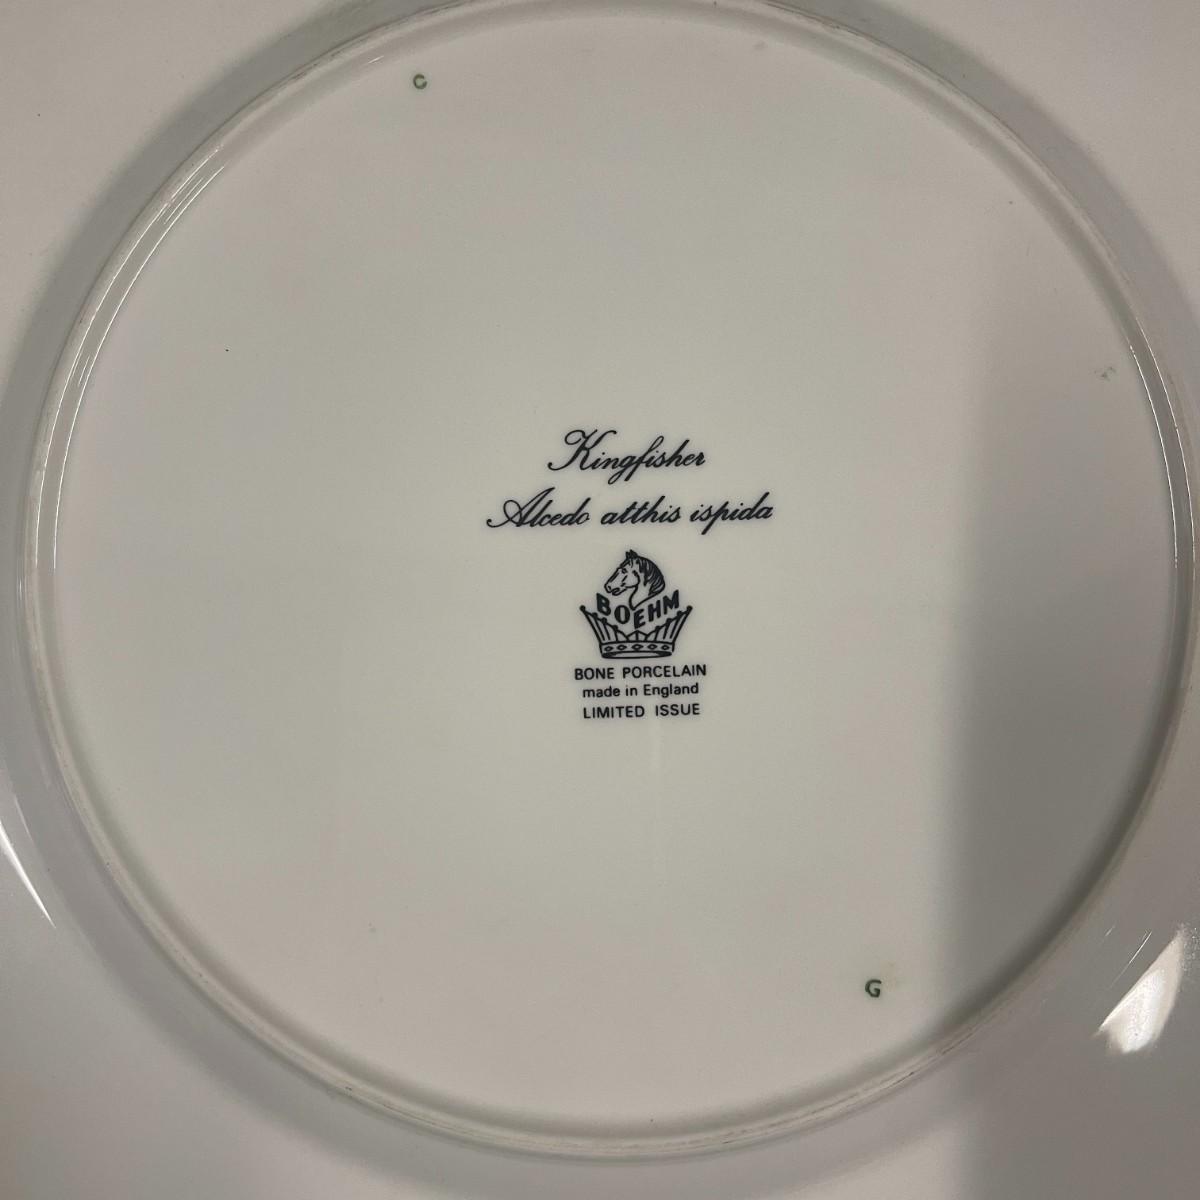 C
Kingfisher
Alcedo atthis ispida
BOEHM
BONE PORCELAIN
made in England
LIMITED ISSUE
G